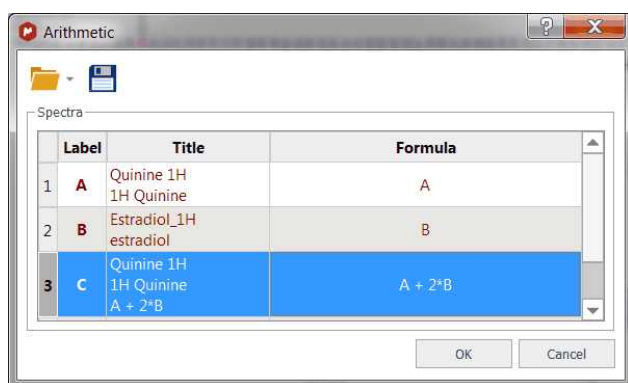 Arithmetic
Spectra
Label Title Formula
1 A Quinine 1H
1H Quinine A
2 B Estradiol_1H
estradiol B
3 C Quinine 1H
1H Quinine
A + 2*B A + 2*B
OK Cancel